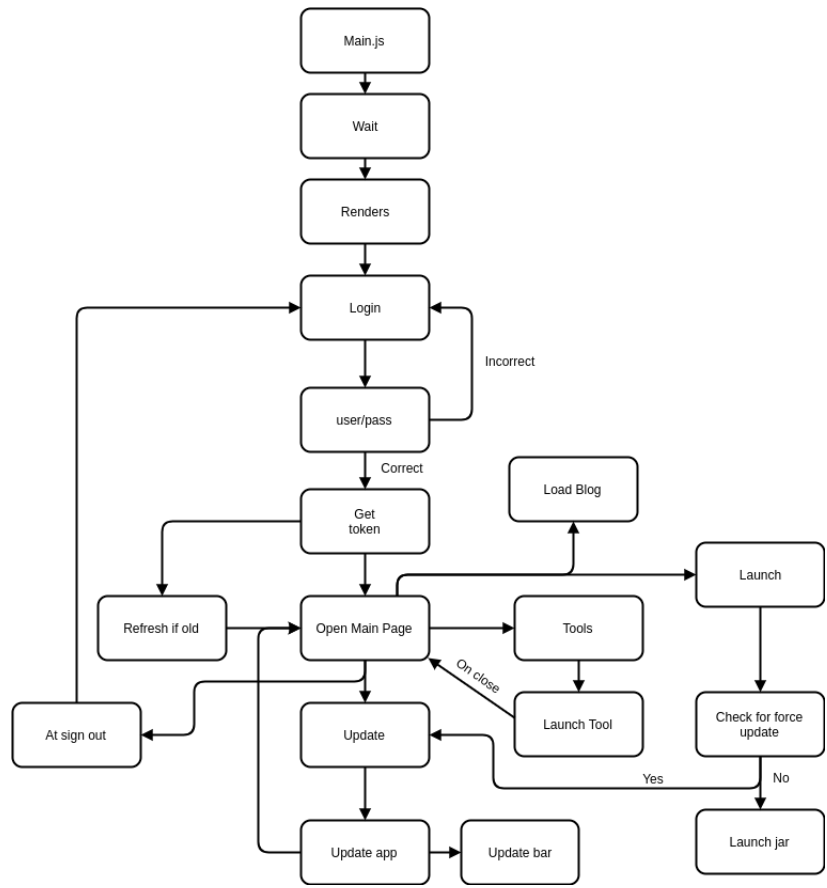 Main.js
Wait
Renders
Login
Incorrect
user/pass
Correct
Load Blog
Get
token
Launch
Refresh if old
Open Main Page
Tools
On close
At sign out
Update
Launch Tool
Check for force
update
Yes
No
Update app
Update bar
Launch jar